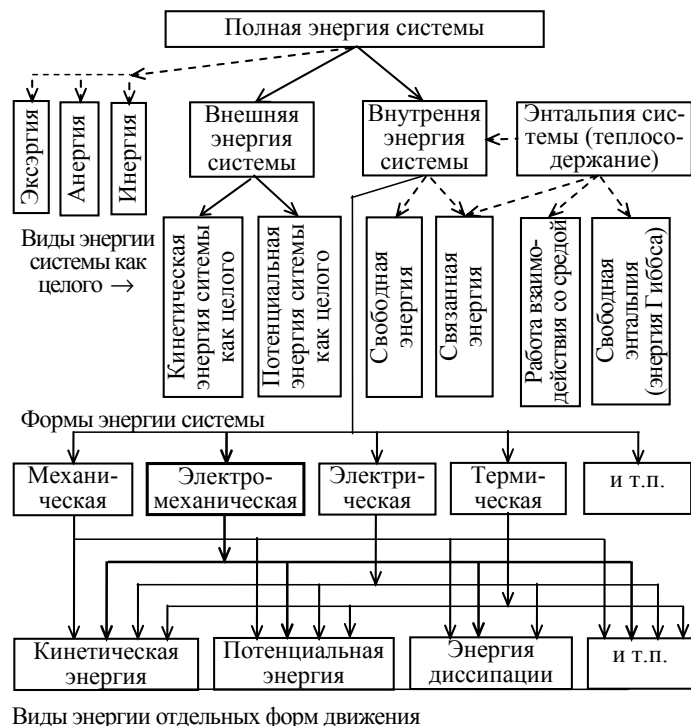 Полная энергия системы
Эксэргия
Анергия
Инергия
Внешняя
энергия
системы
Внутрення
энергия
системы
Энтальпия сис-
темы (теплосо-
держание)
Виды энергии
системы как
целого →
Кинетическая
энергия ситемы
как целого
Потенциальная
энергия ситемы
как целого
Свободная
энергия
Связанная
энергия
Работа взаимо-
действия со средой
Свободная
энтальпия
(энергия Гиббса)
Формы энергии системы
Механи-
ческая
Электро-
механическая
Электри-
ческая
Терми-
ческая
и т.п.
Кинетическая
энергия
Потенциальная
энергия
Энергия
диссипации
и т.п.
Виды энергии отдельных форм движения